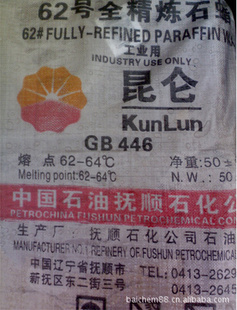 62号全精炼石蜡
62# FULLY-REFINED PARAFFIN
工业用
INDUSTRY USE ONLY
昆仑
KunLun
GB 446
熔 点 62-64℃
净重:50±
Melting point:62-64℃
N.W.: 50
中国石油抚顺石化公
PETROCHINA FUSHUN PETROCHEMICAL
生产厂: 抚顺石化公司石油
MANUFACTURER NO.1 REFINERY OF FUSHUN PETROCHEMICAL
中国辽宁省抚顺市
TEL: 0413-2629
新抚区东二街三号
0413-2645
baichem88.cn.alibaba.com